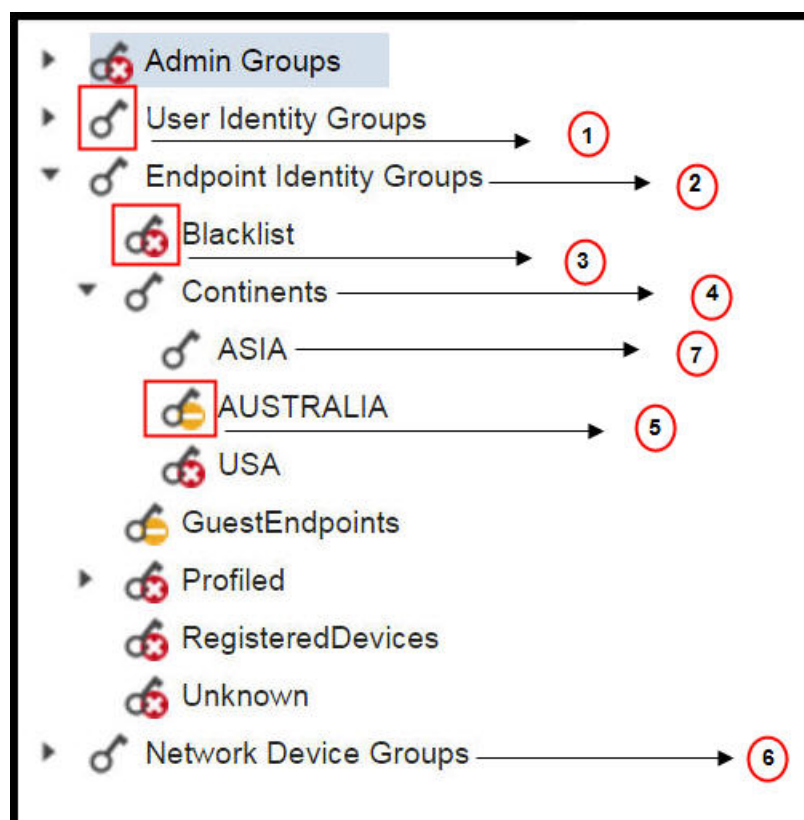 Admin Groups
User Identity Groups 1
Endpoint Identity Groups 2
Blacklist 3
Continents 4
ASIA 7
AUSTRALIA 5
USA
GuestEndpoints
Profiled
RegisteredDevices
Unknown
Network Device Groups 6